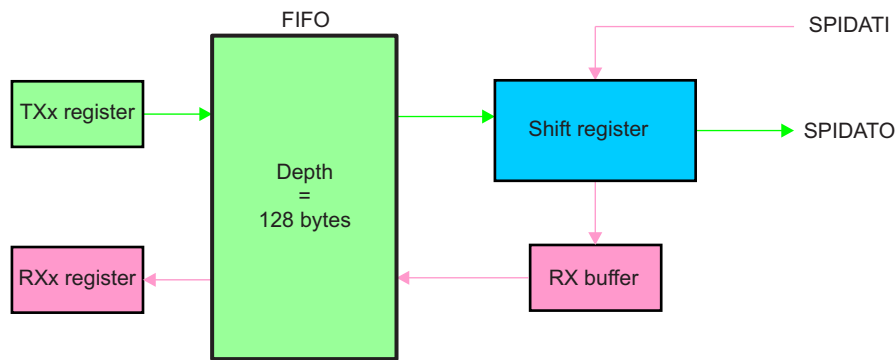 FIFO
SPIDATI
TXx register
Shift register
SPIDATO
Depth
=
128 bytes
RXx register
RX buffer